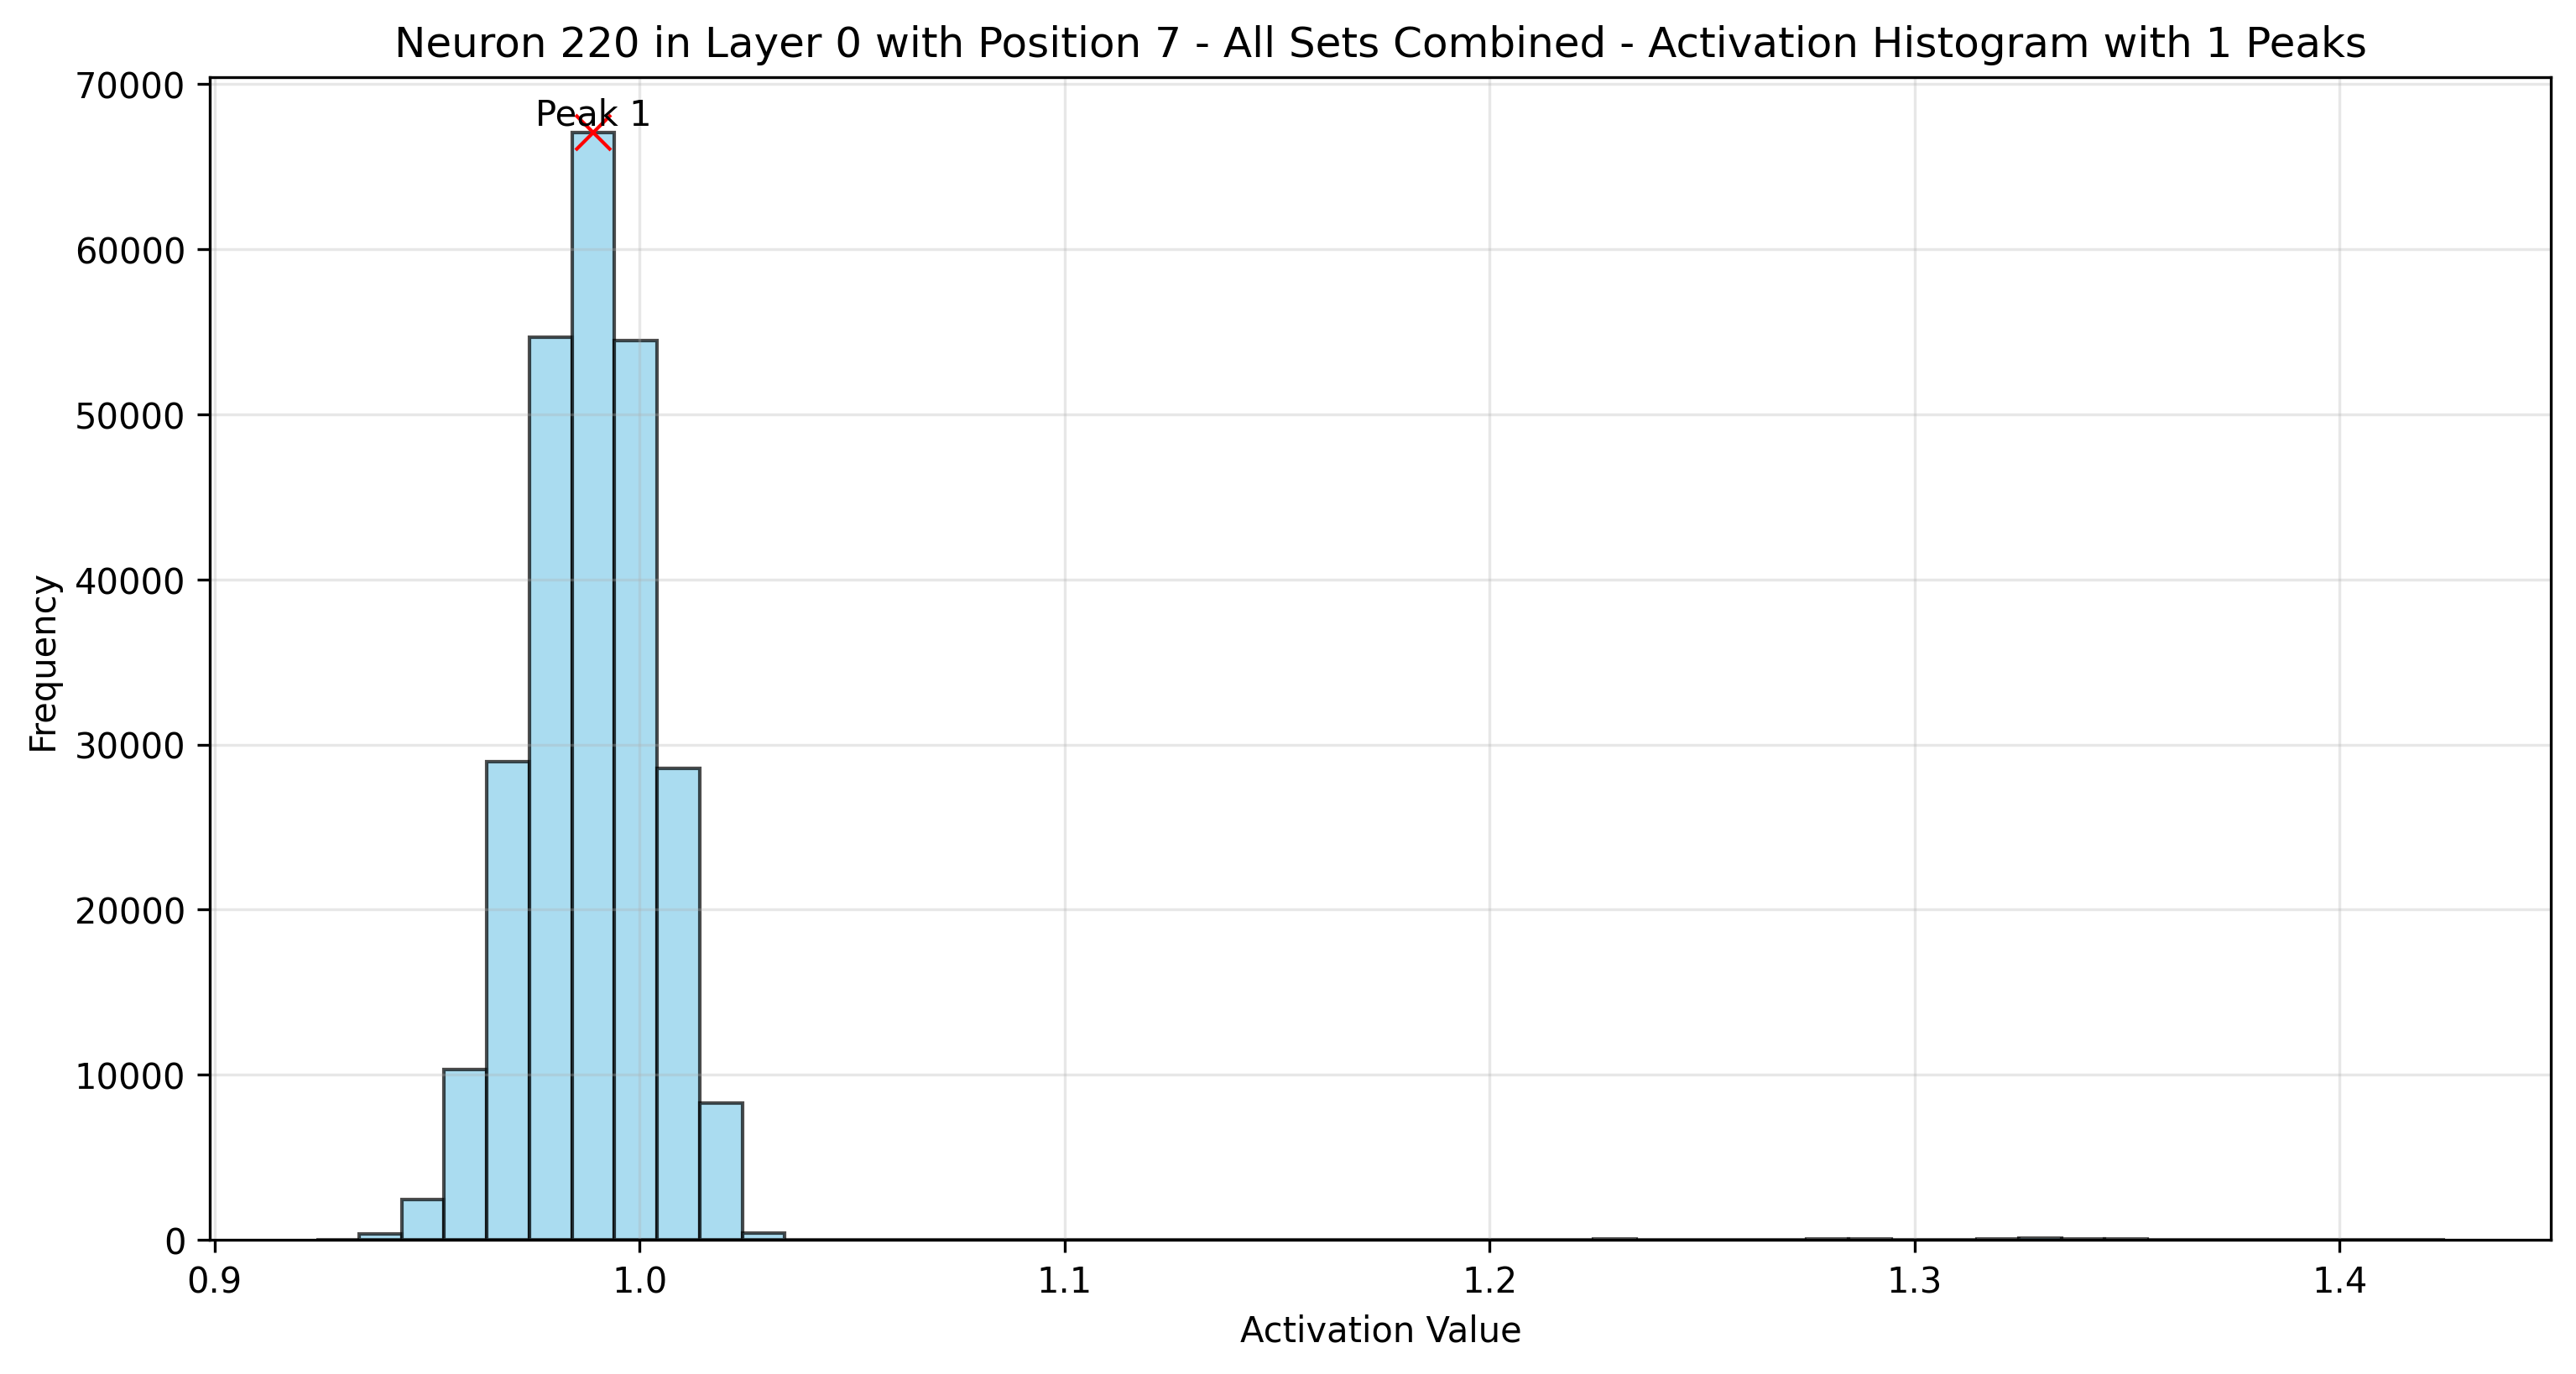 Neuron 220 in Layer 0 with Position 7 - All Sets Combined - Activation Histogram with 1 Peaks
70000
Peak 1
60000
50000
40000
Frequency
30000
20000
10000
0
0.9 1.0 1.1 1.2 1.3 1.4
Activation Value